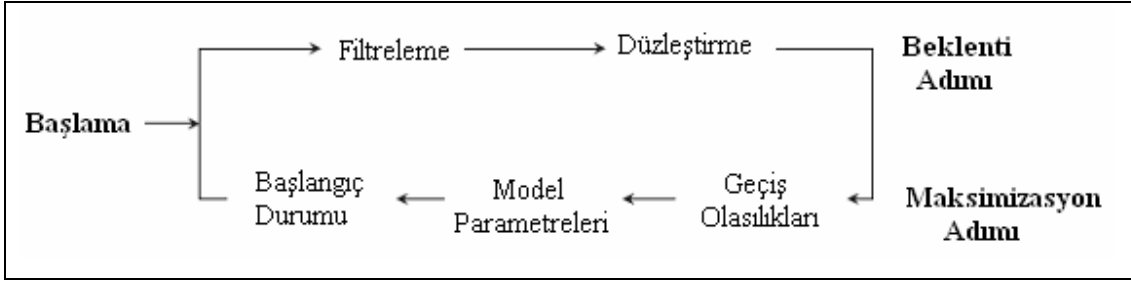 Filtreleme
Düzleştirme
Beklenti
Adımı
Başlama
Başlangıç
Durumu
Model
Parametreleri
Geçiş
Olasılıkları
Maksimizasyon
Adımı